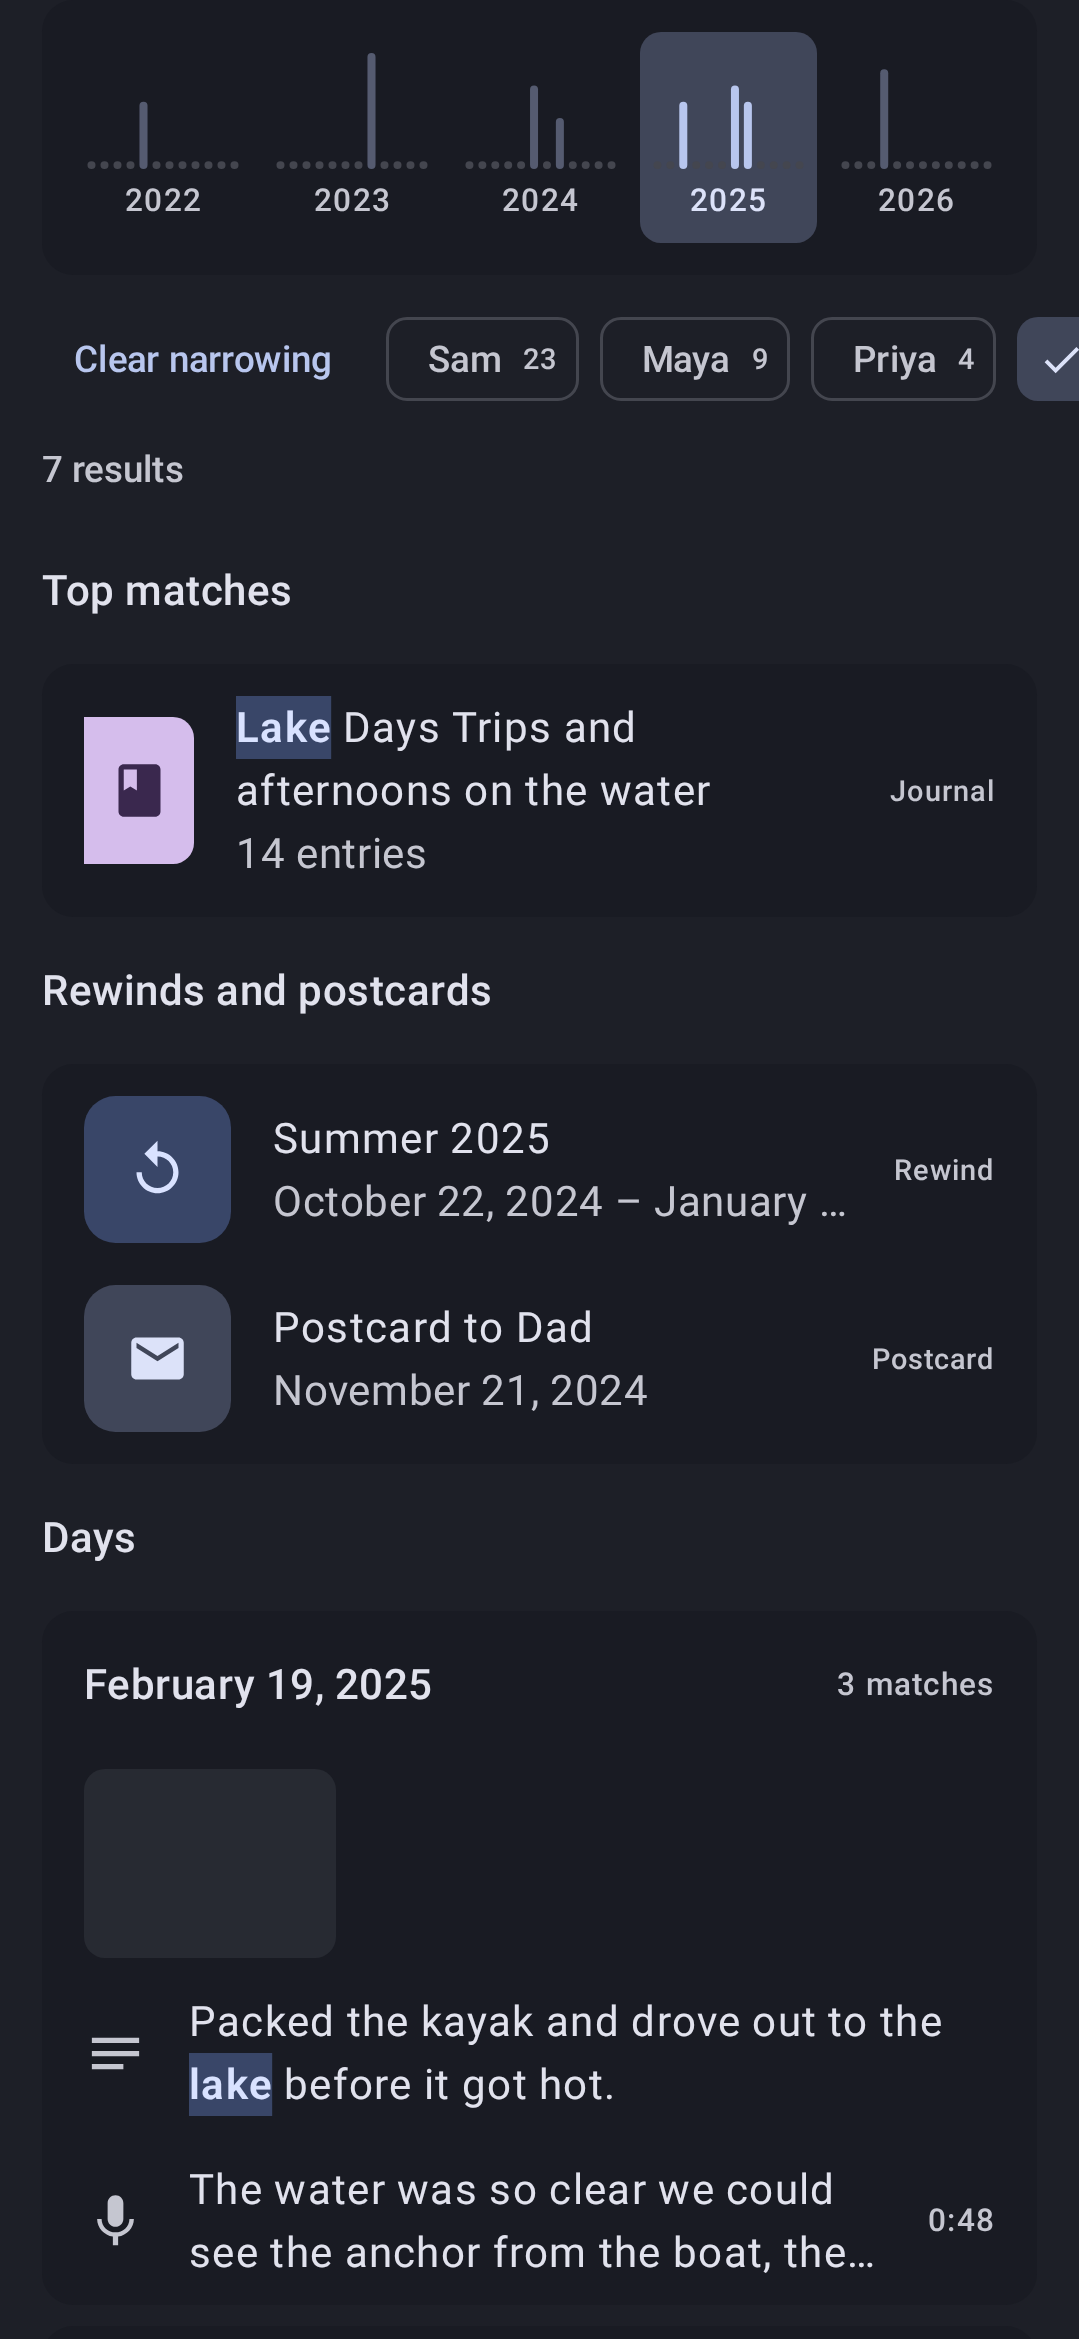 2022 2023 2024 2025 2026
Clear narrowing Sam 23 Maya 9 Priya 4
7 results
Top matches
Lake Days Trips and
afternoons on the water
14 entries
Journal
Rewinds and postcards
Summer 2025
October 22, 2024 – January …
Rewind
Postcard to Dad
November 21, 2024
Postcard
Days
February 19, 2025 3 matches
Packed the kayak and drove out to the
lake before it got hot.
The water was so clear we could
see the anchor from the boat, the…
0:48